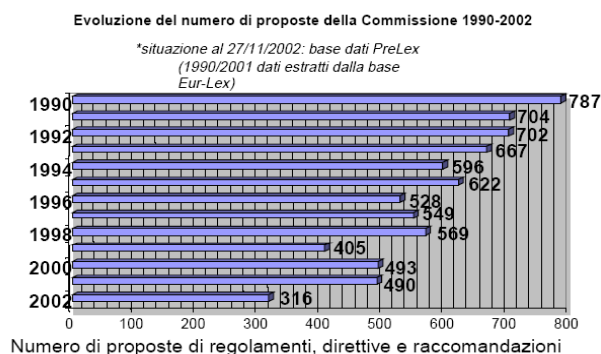 Evoluzione del numero di proposte della Commissione 1990-2002
*situazione al 27/11/2002: base dati PreLex
(1990/2001 dati estratti dalla base
Eur-Lex)
1990 787
704
1992 702
667
1994 596
622
1996 528
549
1998 569
405
2000 493
490
2002 316
0 100 200 300 400 500 600 700 800
Numero di proposte di regolamenti, direttive e raccomandazioni